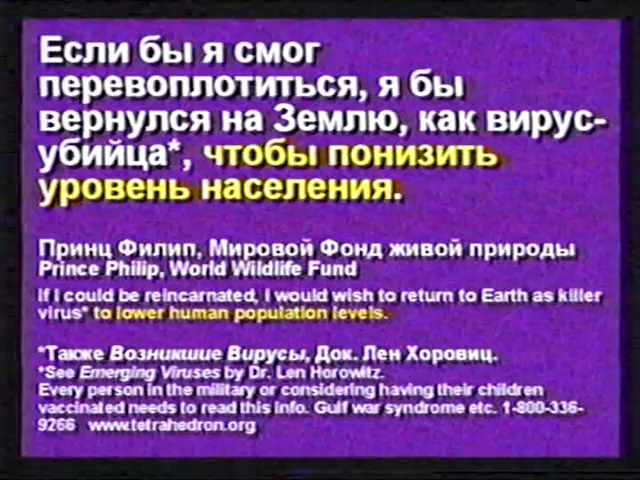 Если бы я смог
перевоплотиться, я бы
вернулся на Землю, как вирус-
убийца*, чтобы понизить
уровень населения.
Принц Филип, Мировой Фонд живой природы
Prince Philip, World Wildlife Fund
If I could be reincarnated, I would wish to return to Earth as killer
virus* to lower human population levels.
*Также Возникшие Вирусы, Док. Лен Хоровиц.
*See Emerging Viruses by Dr. Len Horowitz.
Every person in the military or considering having their children
vaccinated needs to read this info. Gulf war syndrome etc. 1-800-336-
9266 www.tetrahedron.org